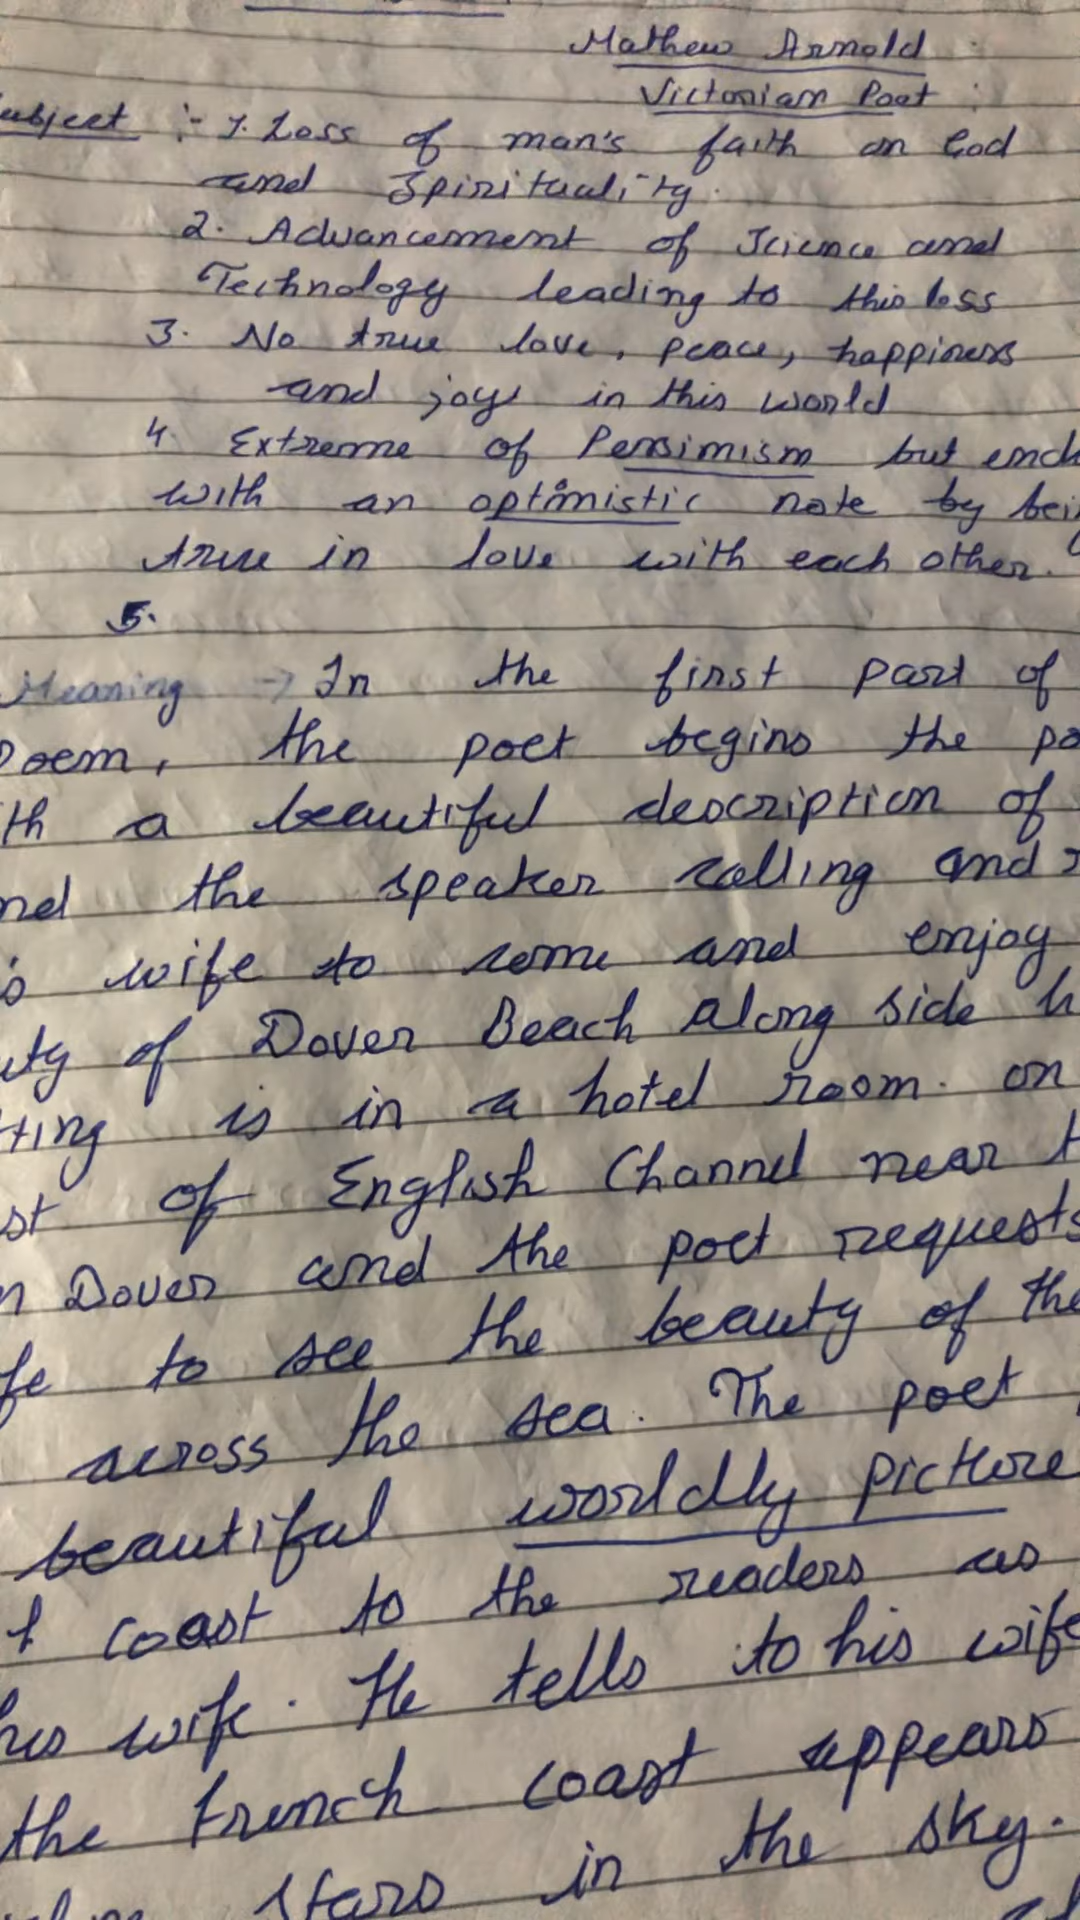 Mathew Arnold
Victorian Poet
ubject :- 1. Loss of man's faith on God
and Spirituality.
2. Advancement of Science and
Technology leading to this loss
3. No true love, peace, happiness
and joys in this world
4. Extreme of Pessimism but end
with an optimistic note by bei
true in love with each other.
5.
Meaning → In the first part of
poem, the poet begins the po
th a beautiful description of
nd the speaker calling and
s wife to come and enjoy
uty of Dover Beach along side h
ting is in a hotel room. on
st of English Channel near t
n Dover and the poet requests
fe to see the beauty of the
across the sea. The poet
beautiful worldly picture
f coast to the readers as
his wife. He tells to his wife
the french coast appears
stars in the sky.